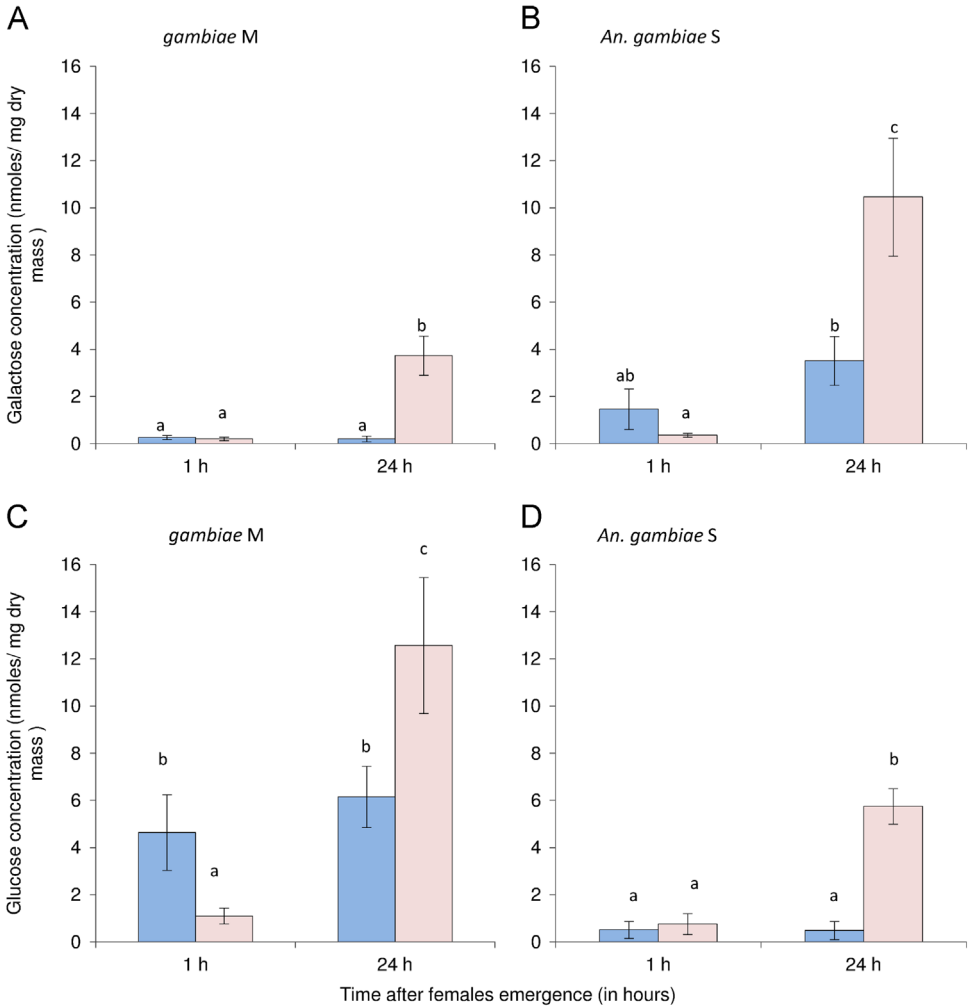 A
gambiae M
16
14
12
10
8
6
4
2
0
Galactose concentration (nmoles/ mg dry
mass )
a
a
a
b
1 h
24 h
B
An. gambiae S
16
14
12
10
8
6
4
2
0
ab
a
b
c
1 h
24 h
C
gambiae M
16
14
12
10
8
6
4
2
0
Glucose concentration (nmoles/ mg dry
mass )
b
a
b
c
1 h
24 h
D
An. gambiae S
16
14
12
10
8
6
4
2
0
a
a
a
b
1 h
24 h
Time after females emergence (in hours)